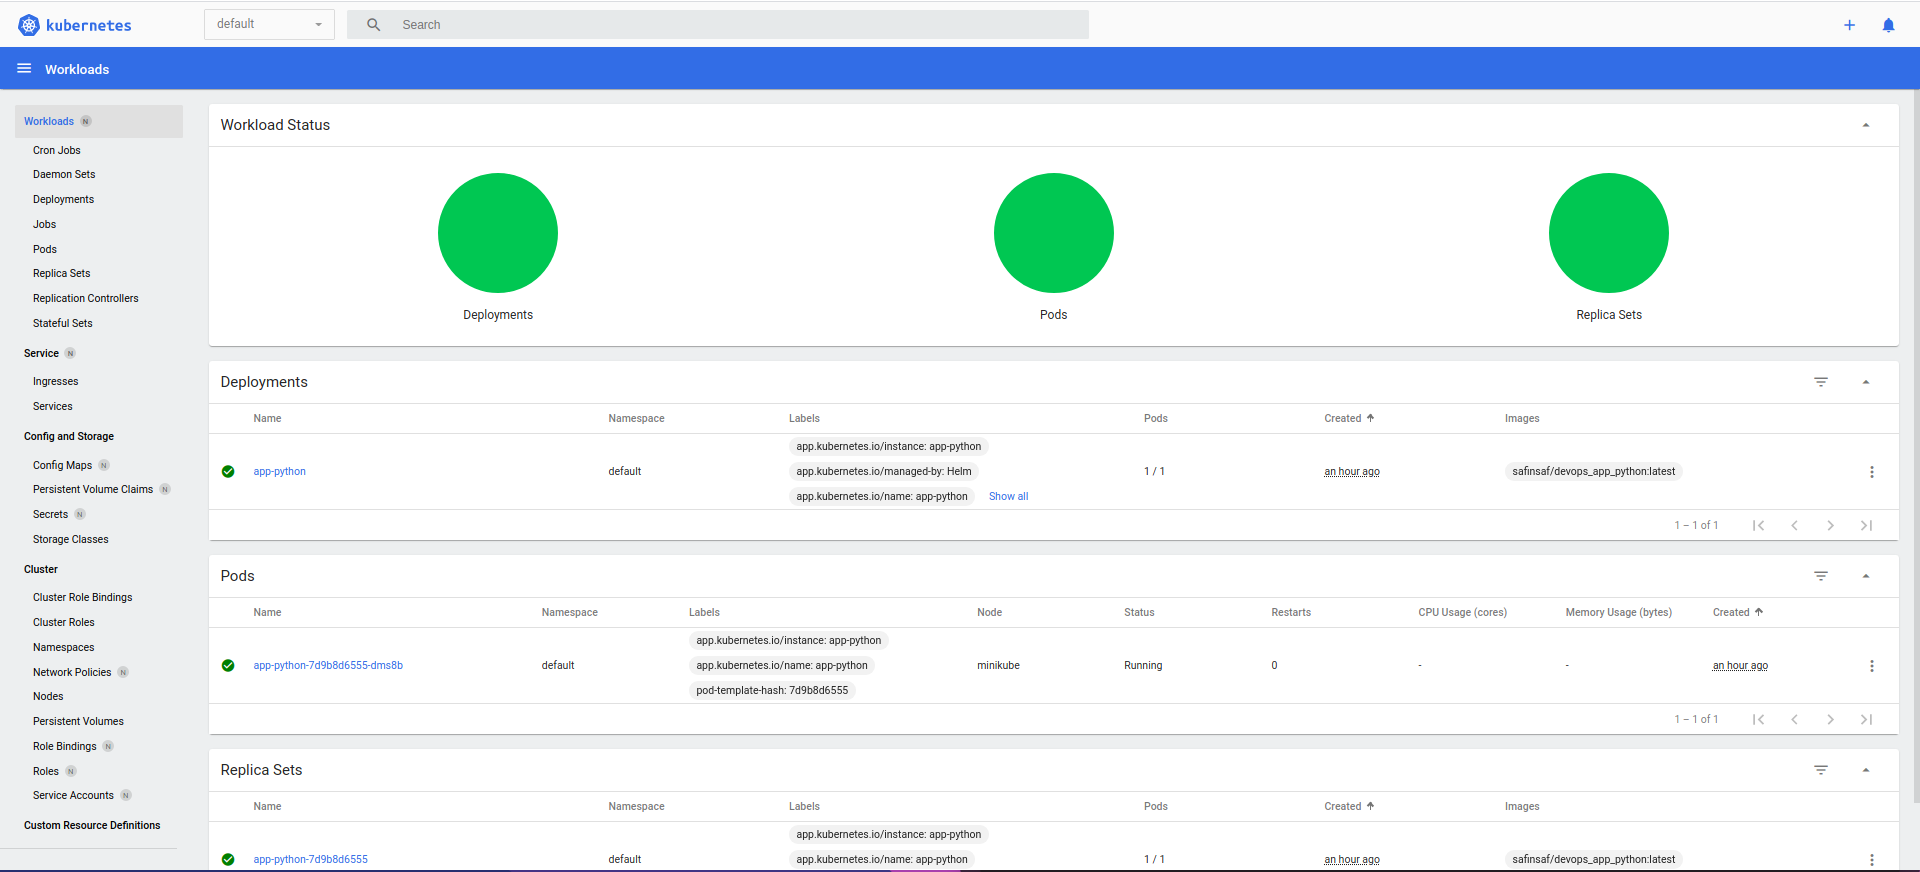 kubernetes
default
Search
Workloads
Workloads N
Cron Jobs
Daemon Sets
Deployments
Jobs
Pods
Replica Sets
Replication Controllers
Stateful Sets
Service N
Ingresses
Services
Config and Storage
Config Maps N
Persistent Volume Claims N
Secrets N
Storage Classes
Cluster
Cluster Role Bindings
Cluster Roles
Namespaces
Network Policies N
Nodes
Persistent Volumes
Role Bindings N
Roles N
Service Accounts N
Custom Resource Definitions
Workload Status
Deployments Pods Replica Sets
Deployments
Name Namespace Labels Pods Created Images
app.kubernetes.io/instance: app-python
app-python default app.kubernetes.io/managed-by: Helm 1 / 1 an hour ago safinsaf/devops_app_python:latest
app.kubernetes.io/name: app-python Show all
1 – 1 of 1
Pods
Name Namespace Labels Node Status Restarts CPU Usage (cores) Memory Usage (bytes) Created
app.kubernetes.io/instance: app-python
app-python-7d9b8d6555-dms8b default app.kubernetes.io/name: app-python minikube Running 0 - - an hour ago
pod-template-hash: 7d9b8d6555
1 – 1 of 1
Replica Sets
Name Namespace Labels Pods Created Images
app.kubernetes.io/instance: app-python
app-python-7d9b8d6555 default app.kubernetes.io/name: app-python 1 / 1 an hour ago safinsaf/devops_app_python:latest